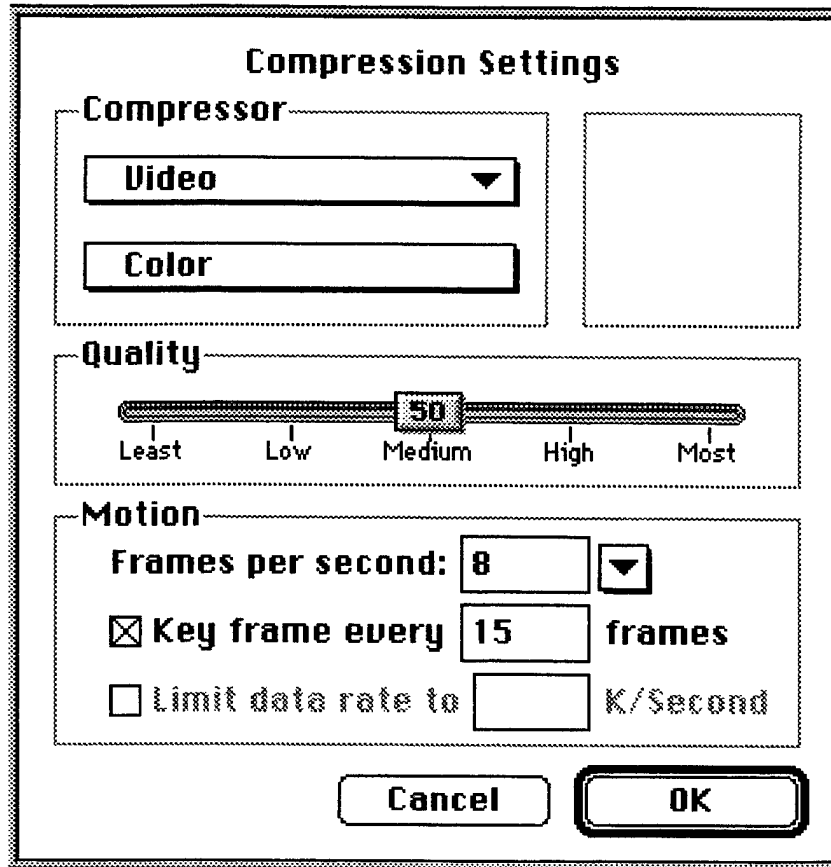 Compression Settings
Compressor
Video
Color
Quality
50
Least Low Medium High Most
Motion
Frames per second: 8
Key frame every 15 frames
Limit data rate to K/Second
Cancel OK